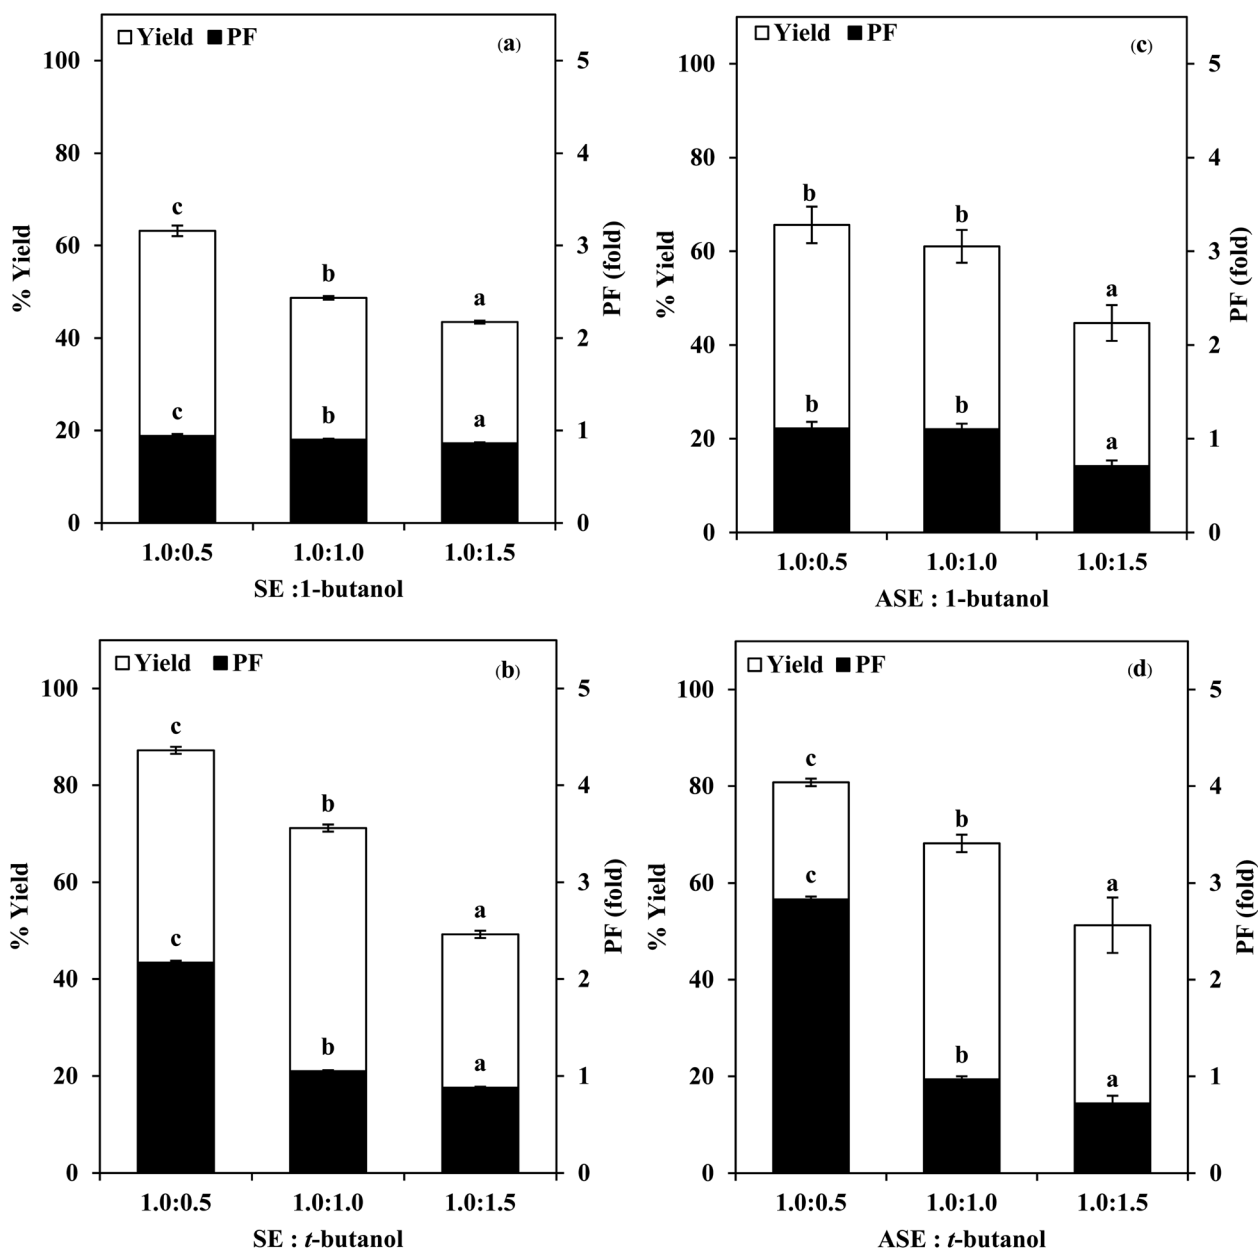 Yield PF
(a)
100
80
60
40
20
0
5
4
3
2
1
0
% Yield
PF (fold)
c
b
a
c
b
a
1.0:0.5 1.0:1.0 1.0:1.5
SE :1-butanol
Yield PF
(c)
100
80
60
40
20
0
5
4
3
2
1
0
% Yield
PF (fold)
b
b
a
b
b
a
1.0:0.5 1.0:1.0 1.0:1.5
ASE : 1-butanol
Yield PF
(b)
100
80
60
40
20
0
5
4
3
2
1
0
% Yield
PF (fold)
c
b
a
c
b
a
1.0:0.5 1.0:1.0 1.0:1.5
SE : t-butanol
Yield PF
(d)
100
80
60
40
20
0
5
4
3
2
1
0
% Yield
PF (fold)
c
b
a
c
b
a
1.0:0.5 1.0:1.0 1.0:1.5
ASE : t-butanol